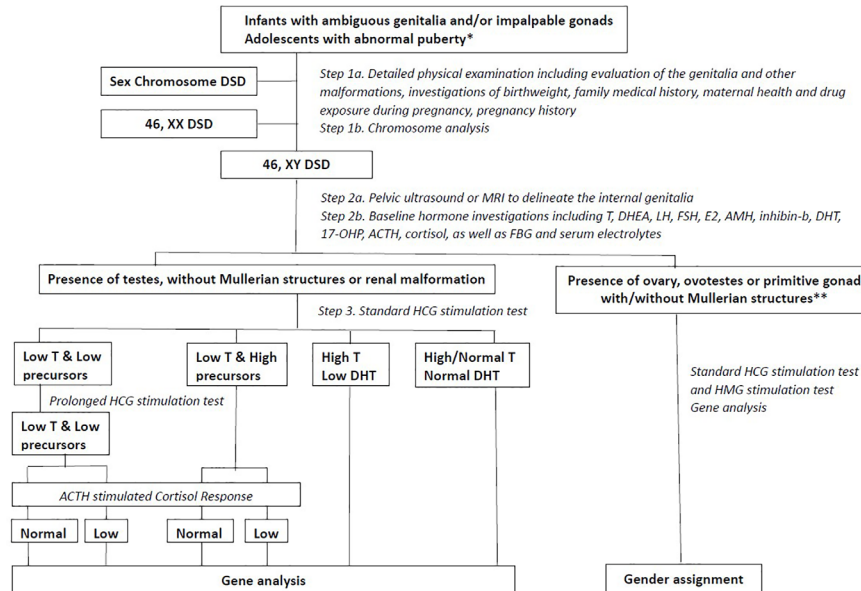 Infants with ambiguous genitalia and/or impalpable gonads
Adolescents with abnormal puberty*
Sex Chromosome DSD
Step 1a. Detailed physical examination including evaluation of the genitalia and other
malformations, investigations of birthweight, family medical history, maternal health and drug
exposure during pregnancy, pregnancy history
Step 1b. Chromosome analysis
46, XX DSD
46, XY DSD
Step 2a. Pelvic ultrasound or MRI to delineate the internal genitalia
Step 2b. Baseline hormone investigations including T, DHEA, LH, FSH, E2, AMH, inhibin-b, DHT,
17-OHP, ACTH, cortisol, as well as FBG and serum electrolytes
Presence of testes, without Mullerian structures or renal malformation
Presence of ovary, ovotestes or primitive gonad
with/without Mullerian structures**
Step 3. Standard HCG stimulation test
Low T & Low
precursors
Low T & High
precursors
High T
Low DHT
High/Normal T
Normal DHT
Standard HCG stimulation test
and HMG stimulation test
Gene analysis
Prolonged HCG stimulation test
Low T & Low
precursors
ACTH stimulated Cortisol Response
Normal
Low
Normal
Low
Gene analysis
Gender assignment